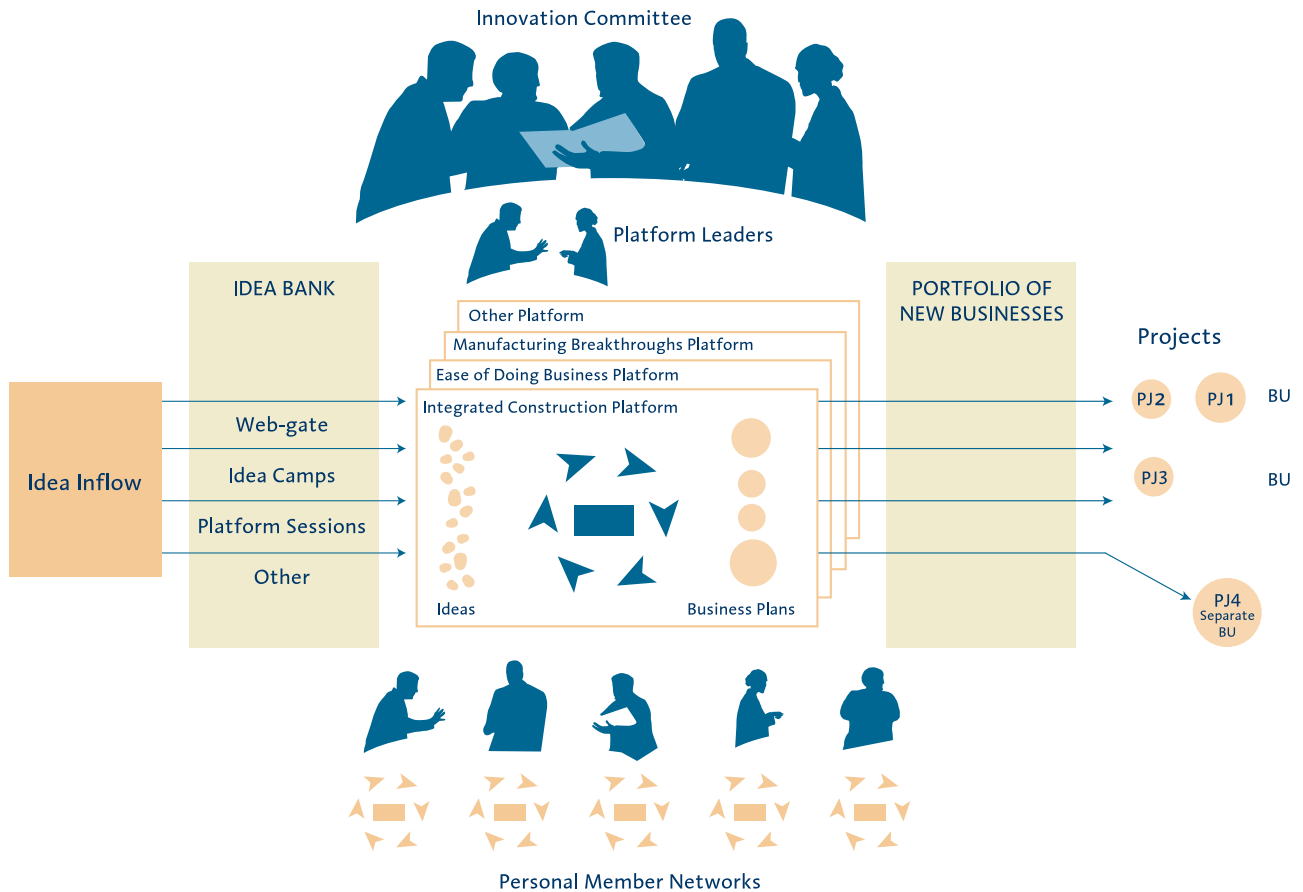 Innovation Committee
Platform Leaders
IDEA BANK
PORTFOLIO OF
NEW BUSINESSES
Other Platform
Manufacturing Breakthroughs Platform
Ease of Doing Business Platform
Integrated Construction Platform
Projects
PJ2
PJ1
BU
Idea Inflow
Web-gate
Idea Camps
Platform Sessions
Other
PJ3
BU
Ideas
Business Plans
PJ4
Separate
BU
Personal Member Networks